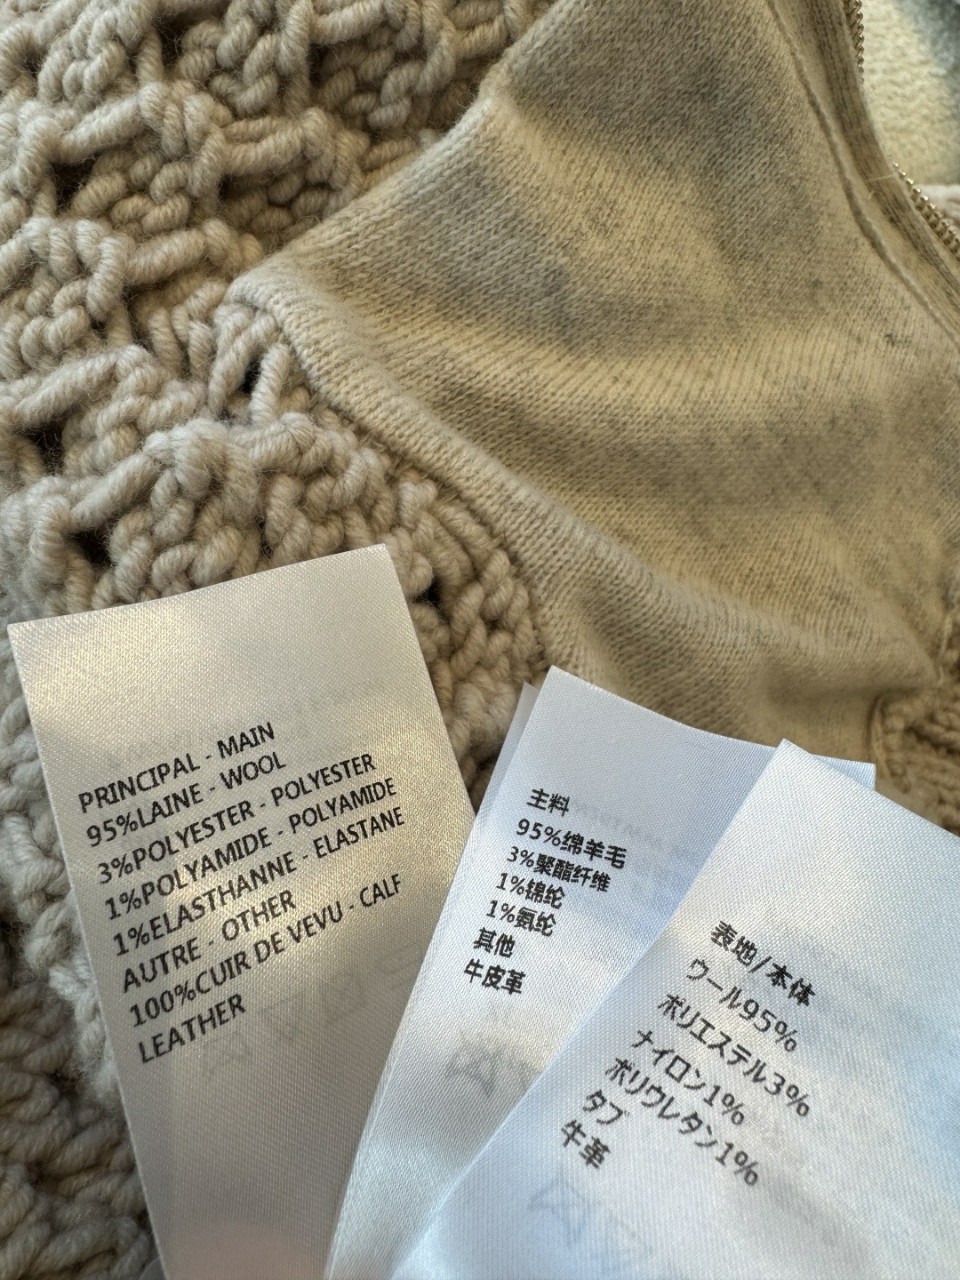 PRINCIPAL - MAIN
95%LAINE - WOOL
3%POLYESTER - POLYESTER
1%POLYAMIDE - POLYAMIDE
1%ELASTHANNE - ELASTANE
AUTRE - OTHER
100%CUIR DE VEVU - CALF
LEATHER
主料
95%绵羊毛
3%聚酯纤维
1%锦纶
1%氨纶
其他
牛皮革
表地/本体
ウール95%
ポリエステル3%
ナイロン1%
ポリウレタン1%
タブ
牛革